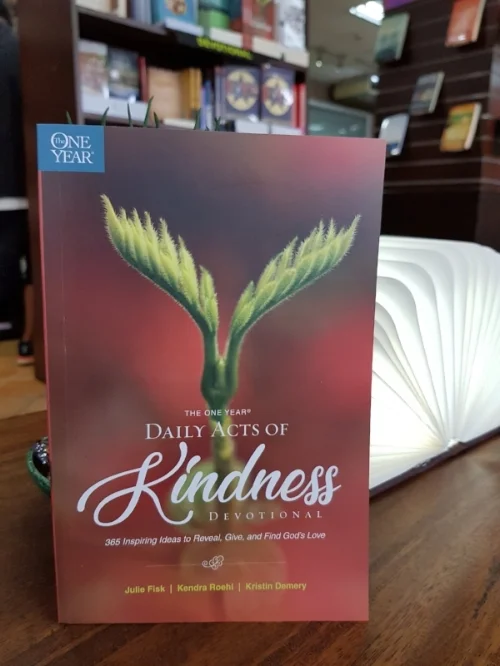 The
ONE
YEAR®
DEVOTIONAL
THE ONE YEAR®
DAILY ACTS OF
Kindness
DEVOTIONAL
365 Inspiring Ideas to Reveal, Give, and Find God's Love
Julie Fisk | Kendra Roehl | Kristin Demery